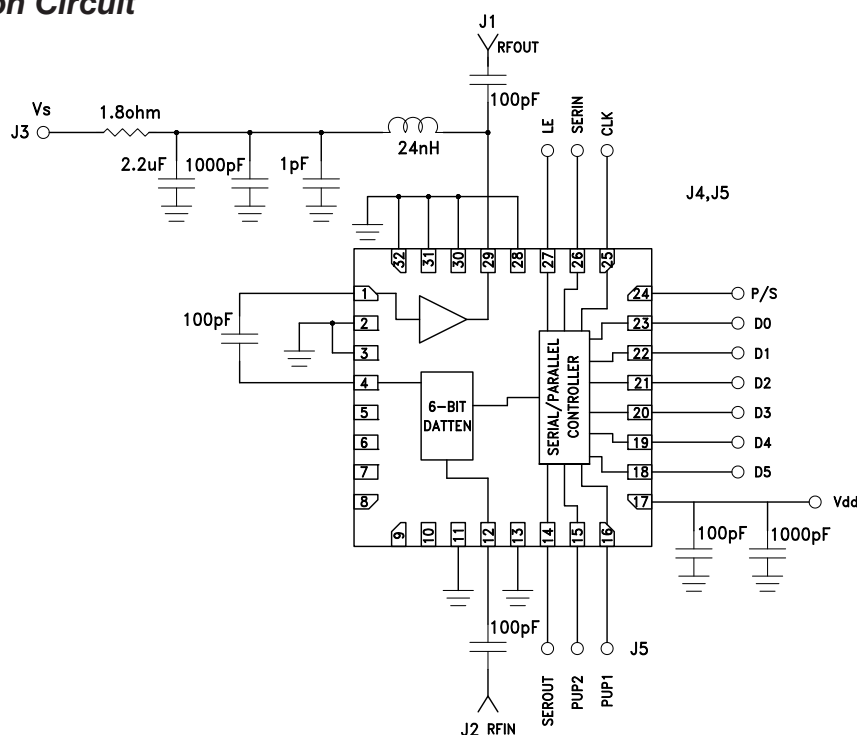 on Circuit
J1
RFOUT
100pF
Vs
J3
1.8ohm
24nH
2.2uF
1000pF
1pF
LE
SERIN
CLK
J4,J5
32
31
30
29
28
27
26
25
1
2
3
4
5
6
7
8
100pF
24
P/S
23
D0
22
D1
21
D2
20
D3
19
D4
18
D5
17
Vdd
6-BIT
DATTEN
SERIAL/PARALLEL
CONTROLLER
9
10
11
12
13
14
15
16
100pF
1000pF
100pF
J5
SEROUT
PUP2
PUP1
J2 RFIN